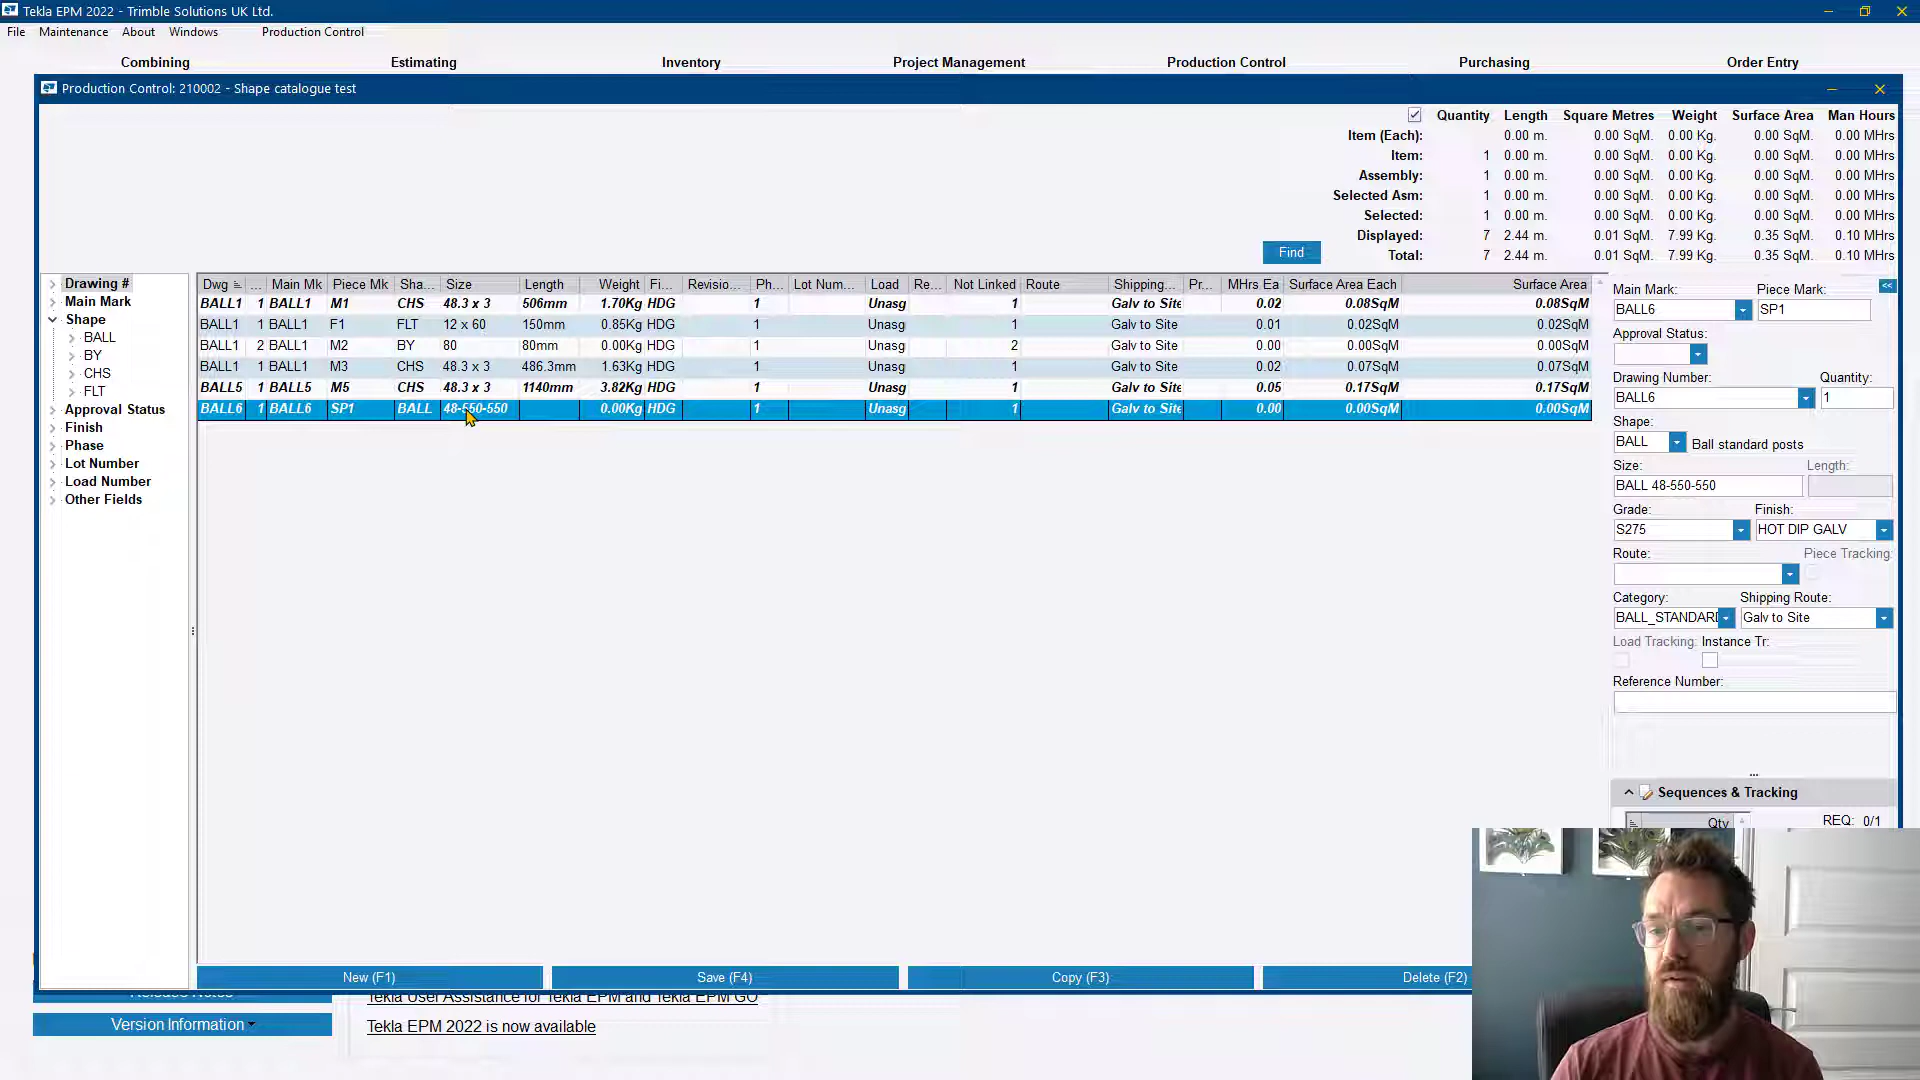 Tekla EPM 2022 - Trimble Solutions UK Ltd.
File Maintenance About Windows Production Control
Combining Estimating Inventory Project Management Production Control Purchasing Order Entry
Production Control: 210002 - Shape catalogue test
Quantity Length Square Metres Weight Surface Area Man Hours
Item (Each): 0.00 m. 0.00 SqM. 0.00 Kg. 0.00 SqM. 0.00 MHrs
Item: 1 0.00 m. 0.00 SqM. 0.00 Kg. 0.00 SqM. 0.00 MHrs
Assembly: 1 0.00 m. 0.00 SqM. 0.00 Kg. 0.00 SqM. 0.00 MHrs
Selected Asm: 1 0.00 m. 0.00 SqM. 0.00 Kg. 0.00 SqM. 0.00 MHrs
Selected: 1 0.00 m. 0.00 SqM. 0.00 Kg. 0.00 SqM. 0.00 MHrs
Displayed: 7 2.44 m. 0.01 SqM. 7.99 Kg. 0.35 SqM. 0.10 MHrs
Find
Total: 7 2.44 m. 0.01 SqM. 7.99 Kg. 0.35 SqM. 0.10 MHrs
Drawing #
Main Mark
Shape
BALL
BY
CHS
FLT
Approval Status
Finish
Phase
Lot Number
Load Number
Other Fields
Dwg ... Main Mk Piece Mk Sha... Size Length Weight Fi... Revisio... Ph... Lot Num... Load Re... Not Linked Route Shipping... Pr... MHrs Ea Surface Area Each Surface Area
BALL1 1 BALL1 M1 CHS 48.3 x 3 506mm 1.70Kg HDG 1 Unasg 1 Galv to Site 0.02 0.08SqM 0.08SqM
BALL1 1 BALL1 F1 FLT 12 x 60 150mm 0.85Kg HDG 1 Unasg 1 Galv to Site 0.01 0.02SqM 0.02SqM
BALL1 2 BALL1 M2 BY 80 80mm 0.00Kg HDG 1 Unasg 2 Galv to Site 0.00 0.00SqM 0.00SqM
BALL1 1 BALL1 M3 CHS 48.3 x 3 486.3mm 1.63Kg HDG 1 Unasg 1 Galv to Site 0.02 0.07SqM 0.07SqM
BALL5 1 BALL5 M5 CHS 48.3 x 3 1140mm 3.82Kg HDG 1 Unasg 1 Galv to Site 0.05 0.17SqM 0.17SqM
BALL6 1 BALL6 SP1 BALL 48-550-550 0.00Kg HDG 1 Unasg 1 Galv to Site 0.00 0.00SqM 0.00SqM
<<
Main Mark: Piece Mark:
BALL6 SP1
Approval Status:
Drawing Number: Quantity:
BALL6 1
Shape:
BALL Ball standard posts
Size: Length:
BALL 48-550-550
Grade: Finish:
S275 HOT DIP GALV
Route: Piece Tracking:
Category: Shipping Route:
BALL_STANDARD Galv to Site
Load Tracking: Instance Tr:
Reference Number:
...
Sequences & Tracking
Qty REQ: 0/1
New (F1) Save (F4) Copy (F3) Delete (F2)
Release Notes
Tekla User Assistance for Tekla EPM and Tekla EPM GO
Version Information
Tekla EPM 2022 is now available